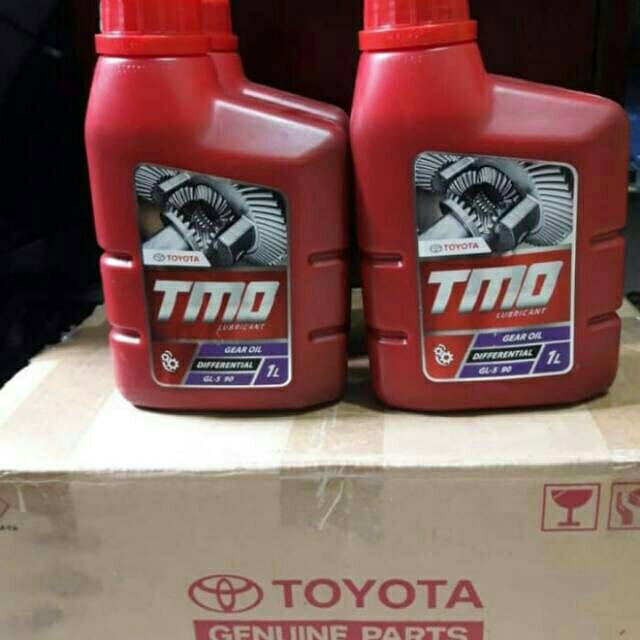 TOYOTA
TMO
LUBRICANT
GEAR OIL
DIFFERENTIAL
GL-5 90
1L
TOYOTA
TMO
LUBRICANT
GEAR OIL
DIFFERENTIAL
GL-5 90
1L
TOYOTA
GENUINE PARTS